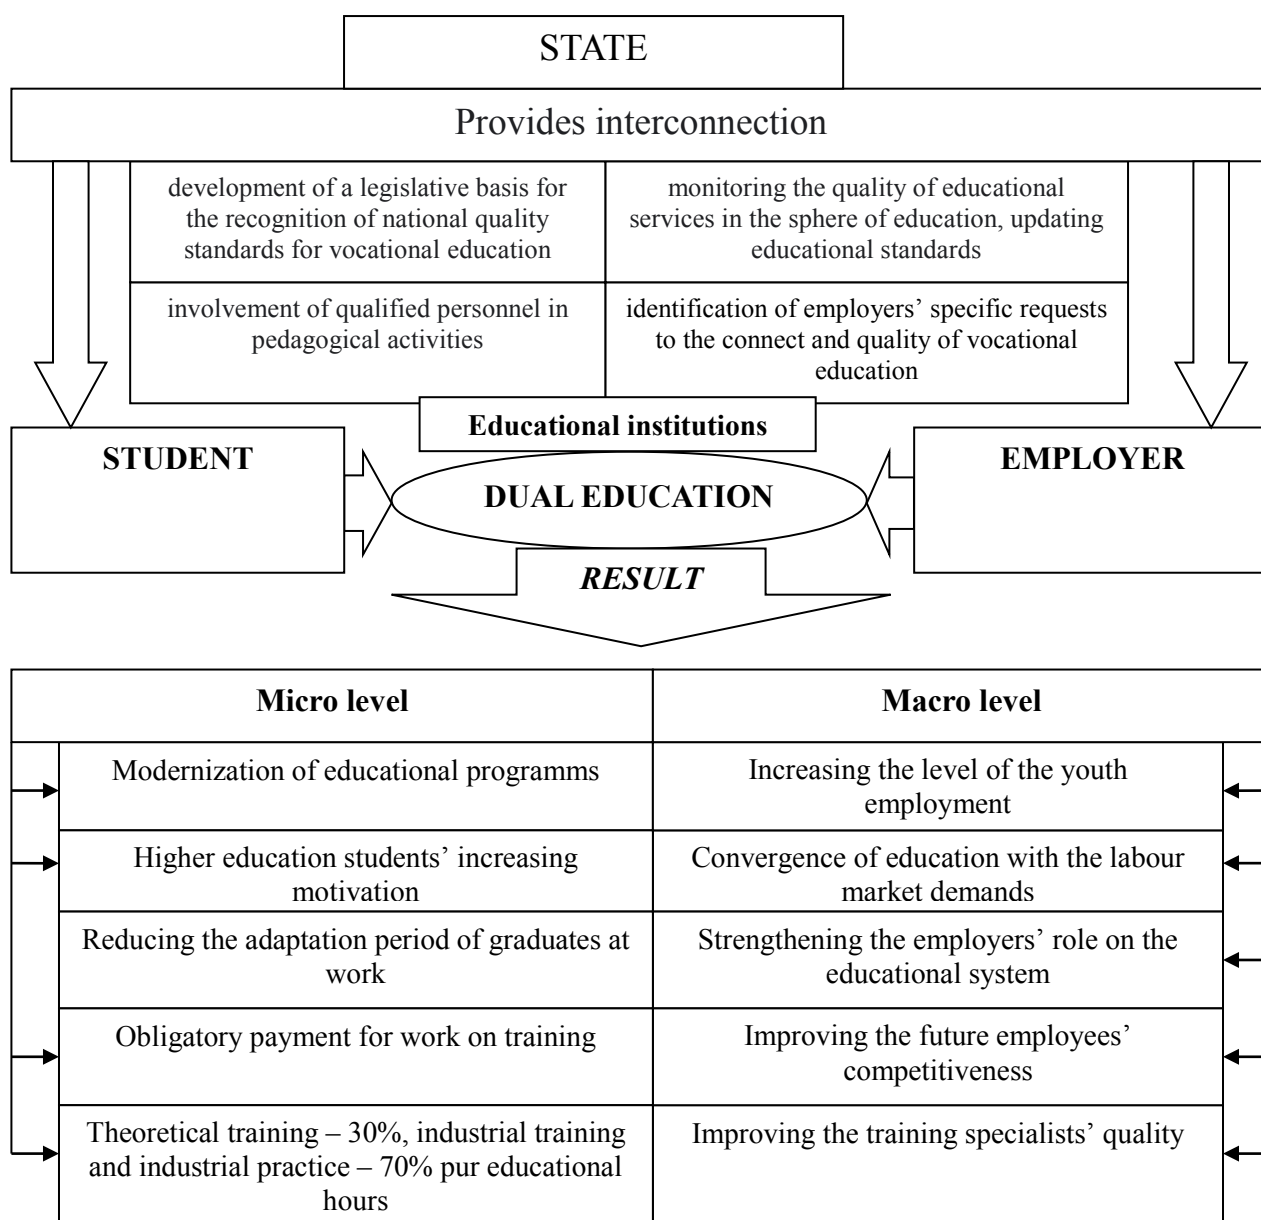 STATE
Provides interconnection
development of a legislative basis for
the recognition of national quality
standards for vocational education
monitoring the quality of educational
services in the sphere of education, updating
educational standards
involvement of qualified personnel in
pedagogical activities
identification of employers’ specific requests
to the connect and quality of vocational
education
Educational institutions
STUDENT
DUAL EDUCATION
EMPLOYER
RESULT
Micro level
Macro level
Modernization of educational programms
Increasing the level of the youth
employment
Higher education students’ increasing
motivation
Convergence of education with the labour
market demands
Reducing the adaptation period of graduates at
work
Strengthening the employers’ role on the
educational system
Obligatory payment for work on training
Improving the future employees’
competitiveness
Theoretical training – 30%, industrial training
and industrial practice – 70% pur educational
hours
Improving the training specialists’ quality